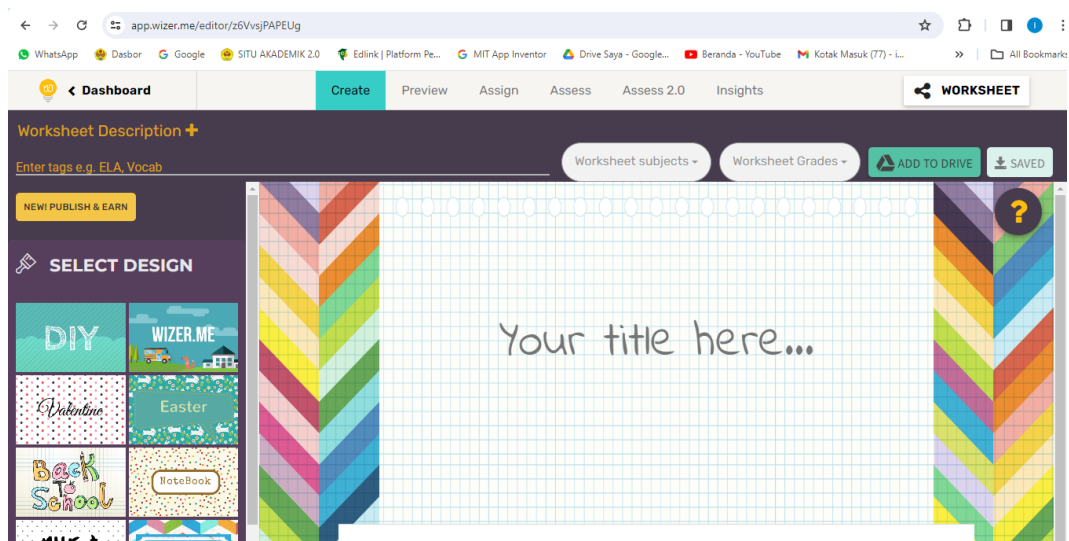 app.wizer.me/editor/z6VvsjPAPEUg
WhatsApp Dasbor Google SITU AKADEMIK 2.0 Edlink | Platform Pe... MIT App Inventor Drive Saya - Google... Beranda - YouTube Kotak Masuk (77) - i... » All Bookmarks
Dashboard Create Preview Assign Assess Assess 2.0 Insights WORKSHEET
Worksheet Description +
Enter tags e.g. ELA, Vocab Worksheet subjects Worksheet Grades ADD TO DRIVE SAVED
NEW! PUBLISH & EARN
?
SELECT DESIGN
DIY WIZER.ME
Your title here...
Valentine Easter
Back To School
NoteBook